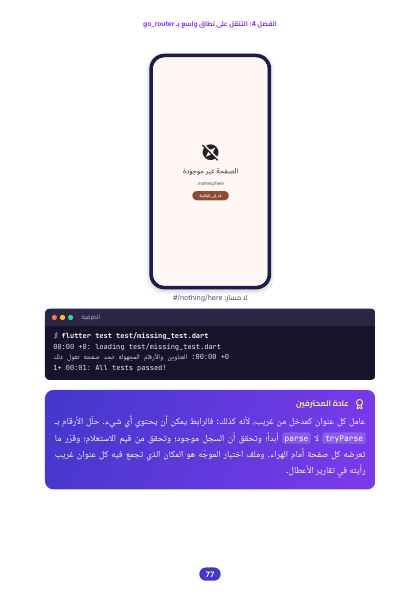 الفصل 4: التنقل على نطاق واسع بـ go_router
الصفحة غير موجودة
/nothing/here
عُد إلى القائمة
لا مسار: nothing/here/#
الطرفية
$ flutter test test/missing_test.dart
00:00 +0: loading test/missing_test.dart
00:00 +0: العناوين والأرقام المجهولة تجد صفحة تقول ذلك
00:01 +1: All tests passed!
عادة المحترفين
عامل كل عنوان كمدخل من غريب، لأنه كذلك: فالرابط يمكن أن يحتوي أي شيء. حلّل الأرقام بـ
tryParse لا parse أبداً؛ وتحقق أن السجل موجود؛ وتحقق من قيم الاستعلام؛ وقرّر ما
تعرضه كل صفحة أمام الهراء. وملف اختبار الموجّه هو المكان الذي تجمع فيه كل عنوان غريب
رأيته في تقارير الأعطال.
77